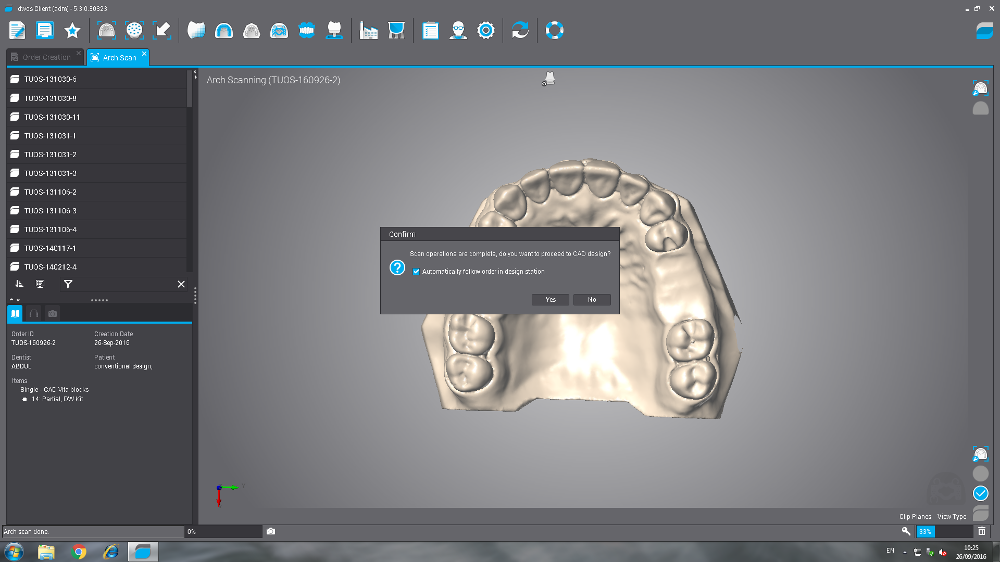 dwos Client (adm) - 5.3.0.30323
Order Creation
Arch Scan
TUOS-131030-6
TUOS-131030-8
TUOS-131030-11
TUOS-131031-1
TUOS-131031-2
TUOS-131031-3
TUOS-131106-2
TUOS-131106-3
TUOS-131106-4
TUOS-140117-1
TUOS-140212-4
Order ID
TUOS-160926-2
Creation Date
26-Sep-2016
Dentist
ABDUL
Patient
conventional design,
Items
Single - CAD Vita blocks
14: Partial, DW Kit
Arch Scanning (TUOS-160926-2)
Confirm
Scan operations are complete, do you want to proceed to CAD design?
Automatically follow order in design station
Yes
No
Y
Clip Planes
View Type
Arch scan done.
0%
33%
EN
10:25
26/09/2016